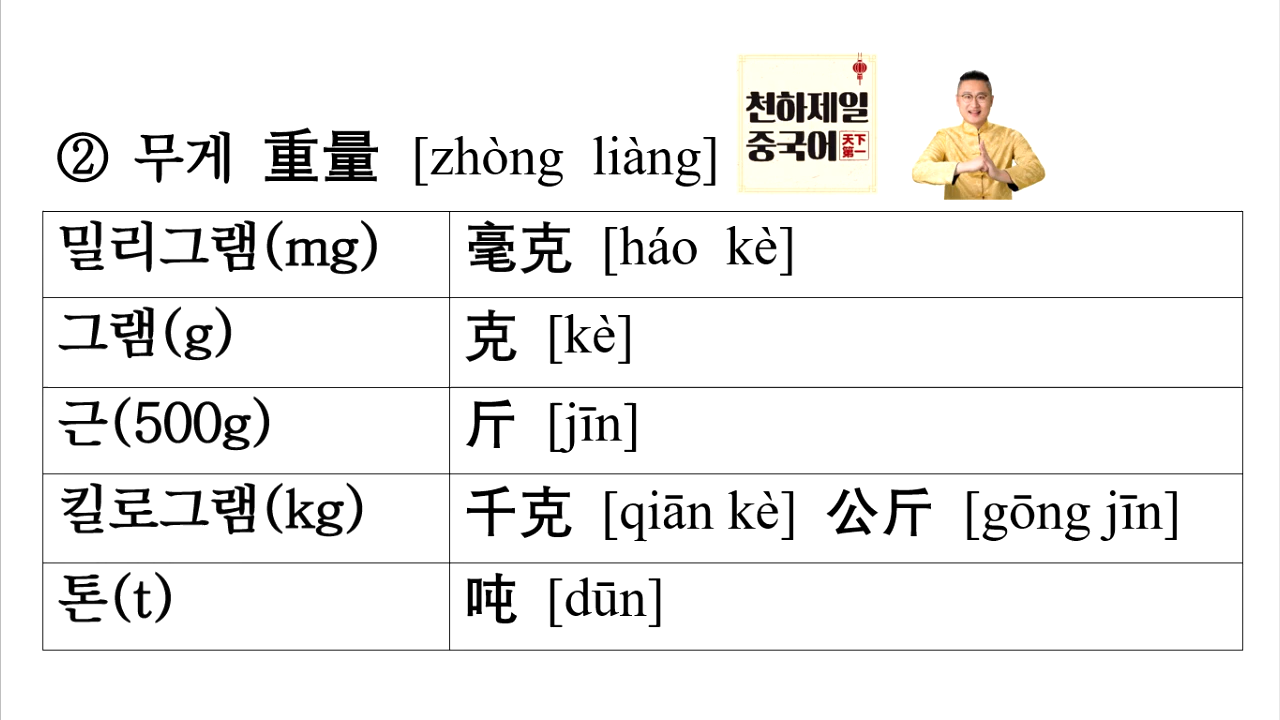 ② 무게 重量 [zhòng liàng]
천하제일
중국어 天下
第一
밀리그램(mg) 毫克 [háo kè]
그램(g) 克 [kè]
근(500g) 斤 [jīn]
킬로그램(kg) 千克 [qiān kè] 公斤 [gōng jīn]
톤(t) 吨 [dūn]